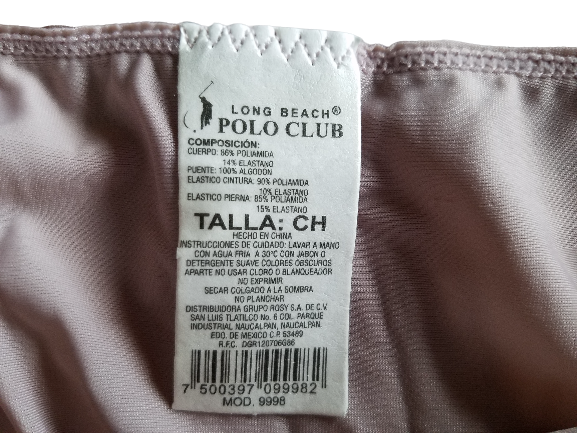 LONG BEACH®
POLO CLUB
COMPOSICIÓN:
CUERPO: 86% POLIAMIDA
14% ELASTANO
PUENTE: 100% ALGODON
ELASTICO CINTURA: 90% POLIAMIDA
10% ELASTANO
ELASTICO PIERNA: 85% POLIAMIDA
15% ELASTANO
TALLA: CH
HECHO EN CHINA
INSTRUCCIONES DE CUIDADO: LAVAR A MANO
CON AGUA FRIA A 30°C CON JABON O
DETERGENTE SUAVE COLORES OBSCUROS
APARTE NO USAR CLORO O BLANQUEADOR
NO EXPRIMIR
SECAR COLGADO A LA SOMBRA
NO PLANCHAR
DISTRIBUIDORA GRUPO ROSY S.A. DE C.V.
SAN LUIS TLATILCO No. 6 COL. PARQUE
INDUSTRIAL NAUCALPAN, NAUCALPAN.
EDO. DE MEXICO C.P. 53489
R.F.C. DGR120706G86
7 500397 099982
MOD. 9998